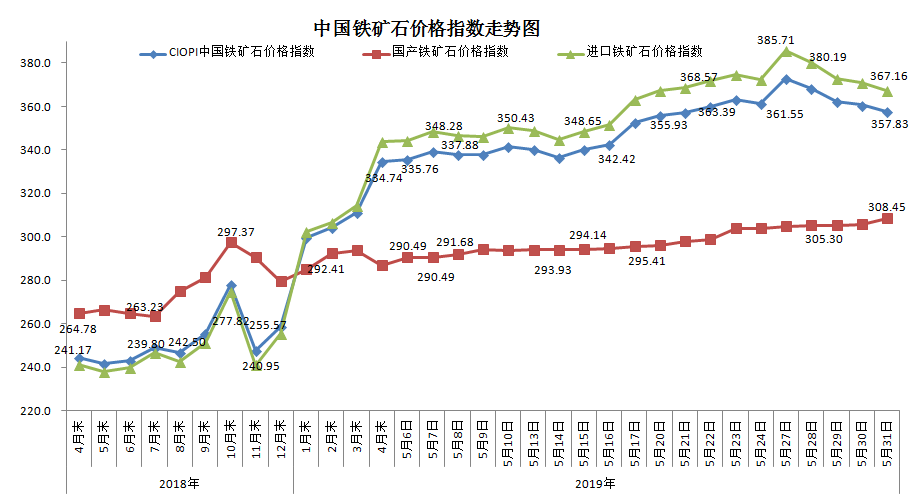 中国铁矿石价格指数走势图
CIOPI中国铁矿石价格指数 国产铁矿石价格指数 进口铁矿石价格指数
380.0
360.0
340.0
320.0
300.0
280.0
260.0
240.0
220.0
385.71
380.19
368.57
367.16
363.39
361.55
357.83
355.93
350.43
348.28
348.65
342.42
337.88
335.76
334.74
308.45
305.30
297.37
290.49
291.68
294.14
292.41
290.49
293.93
295.41
264.78
263.23
277.82
255.57
241.17
239.80
242.50
240.95
4月末
5月末
6月末
7月末
8月末
9月末
10月末
11月末
12月末
1月末
2月末
3月末
4月末
5月6日
5月7日
5月8日
5月9日
5月10日
5月13日
5月14日
5月15日
5月16日
5月17日
5月20日
5月21日
5月22日
5月23日
5月24日
5月27日
5月28日
5月29日
5月30日
5月31日
2018年 2019年